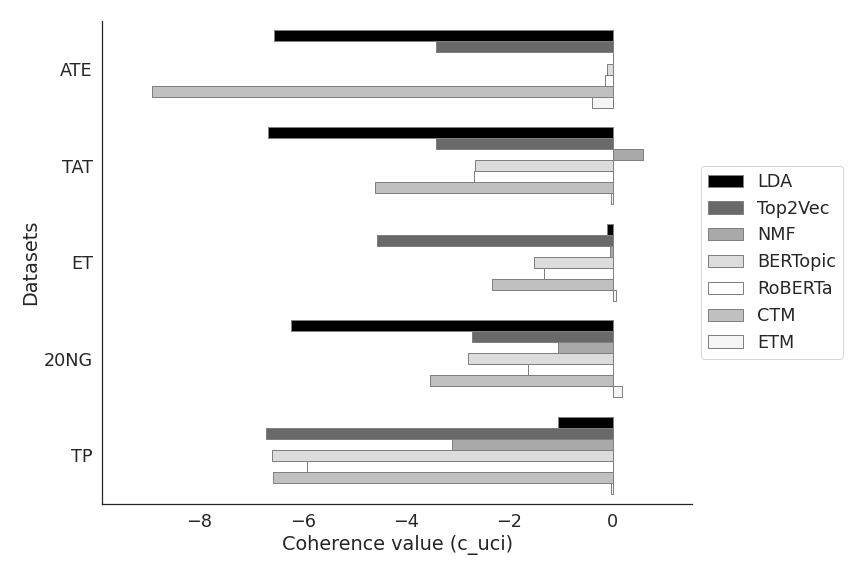 ATE
TAT
ET
20NG
TP
Datasets
−8 −6 −4 −2 0
Coherence value (c_uci)
LDA
Top2Vec
NMF
BERTopic
RoBERTa
CTM
ETM